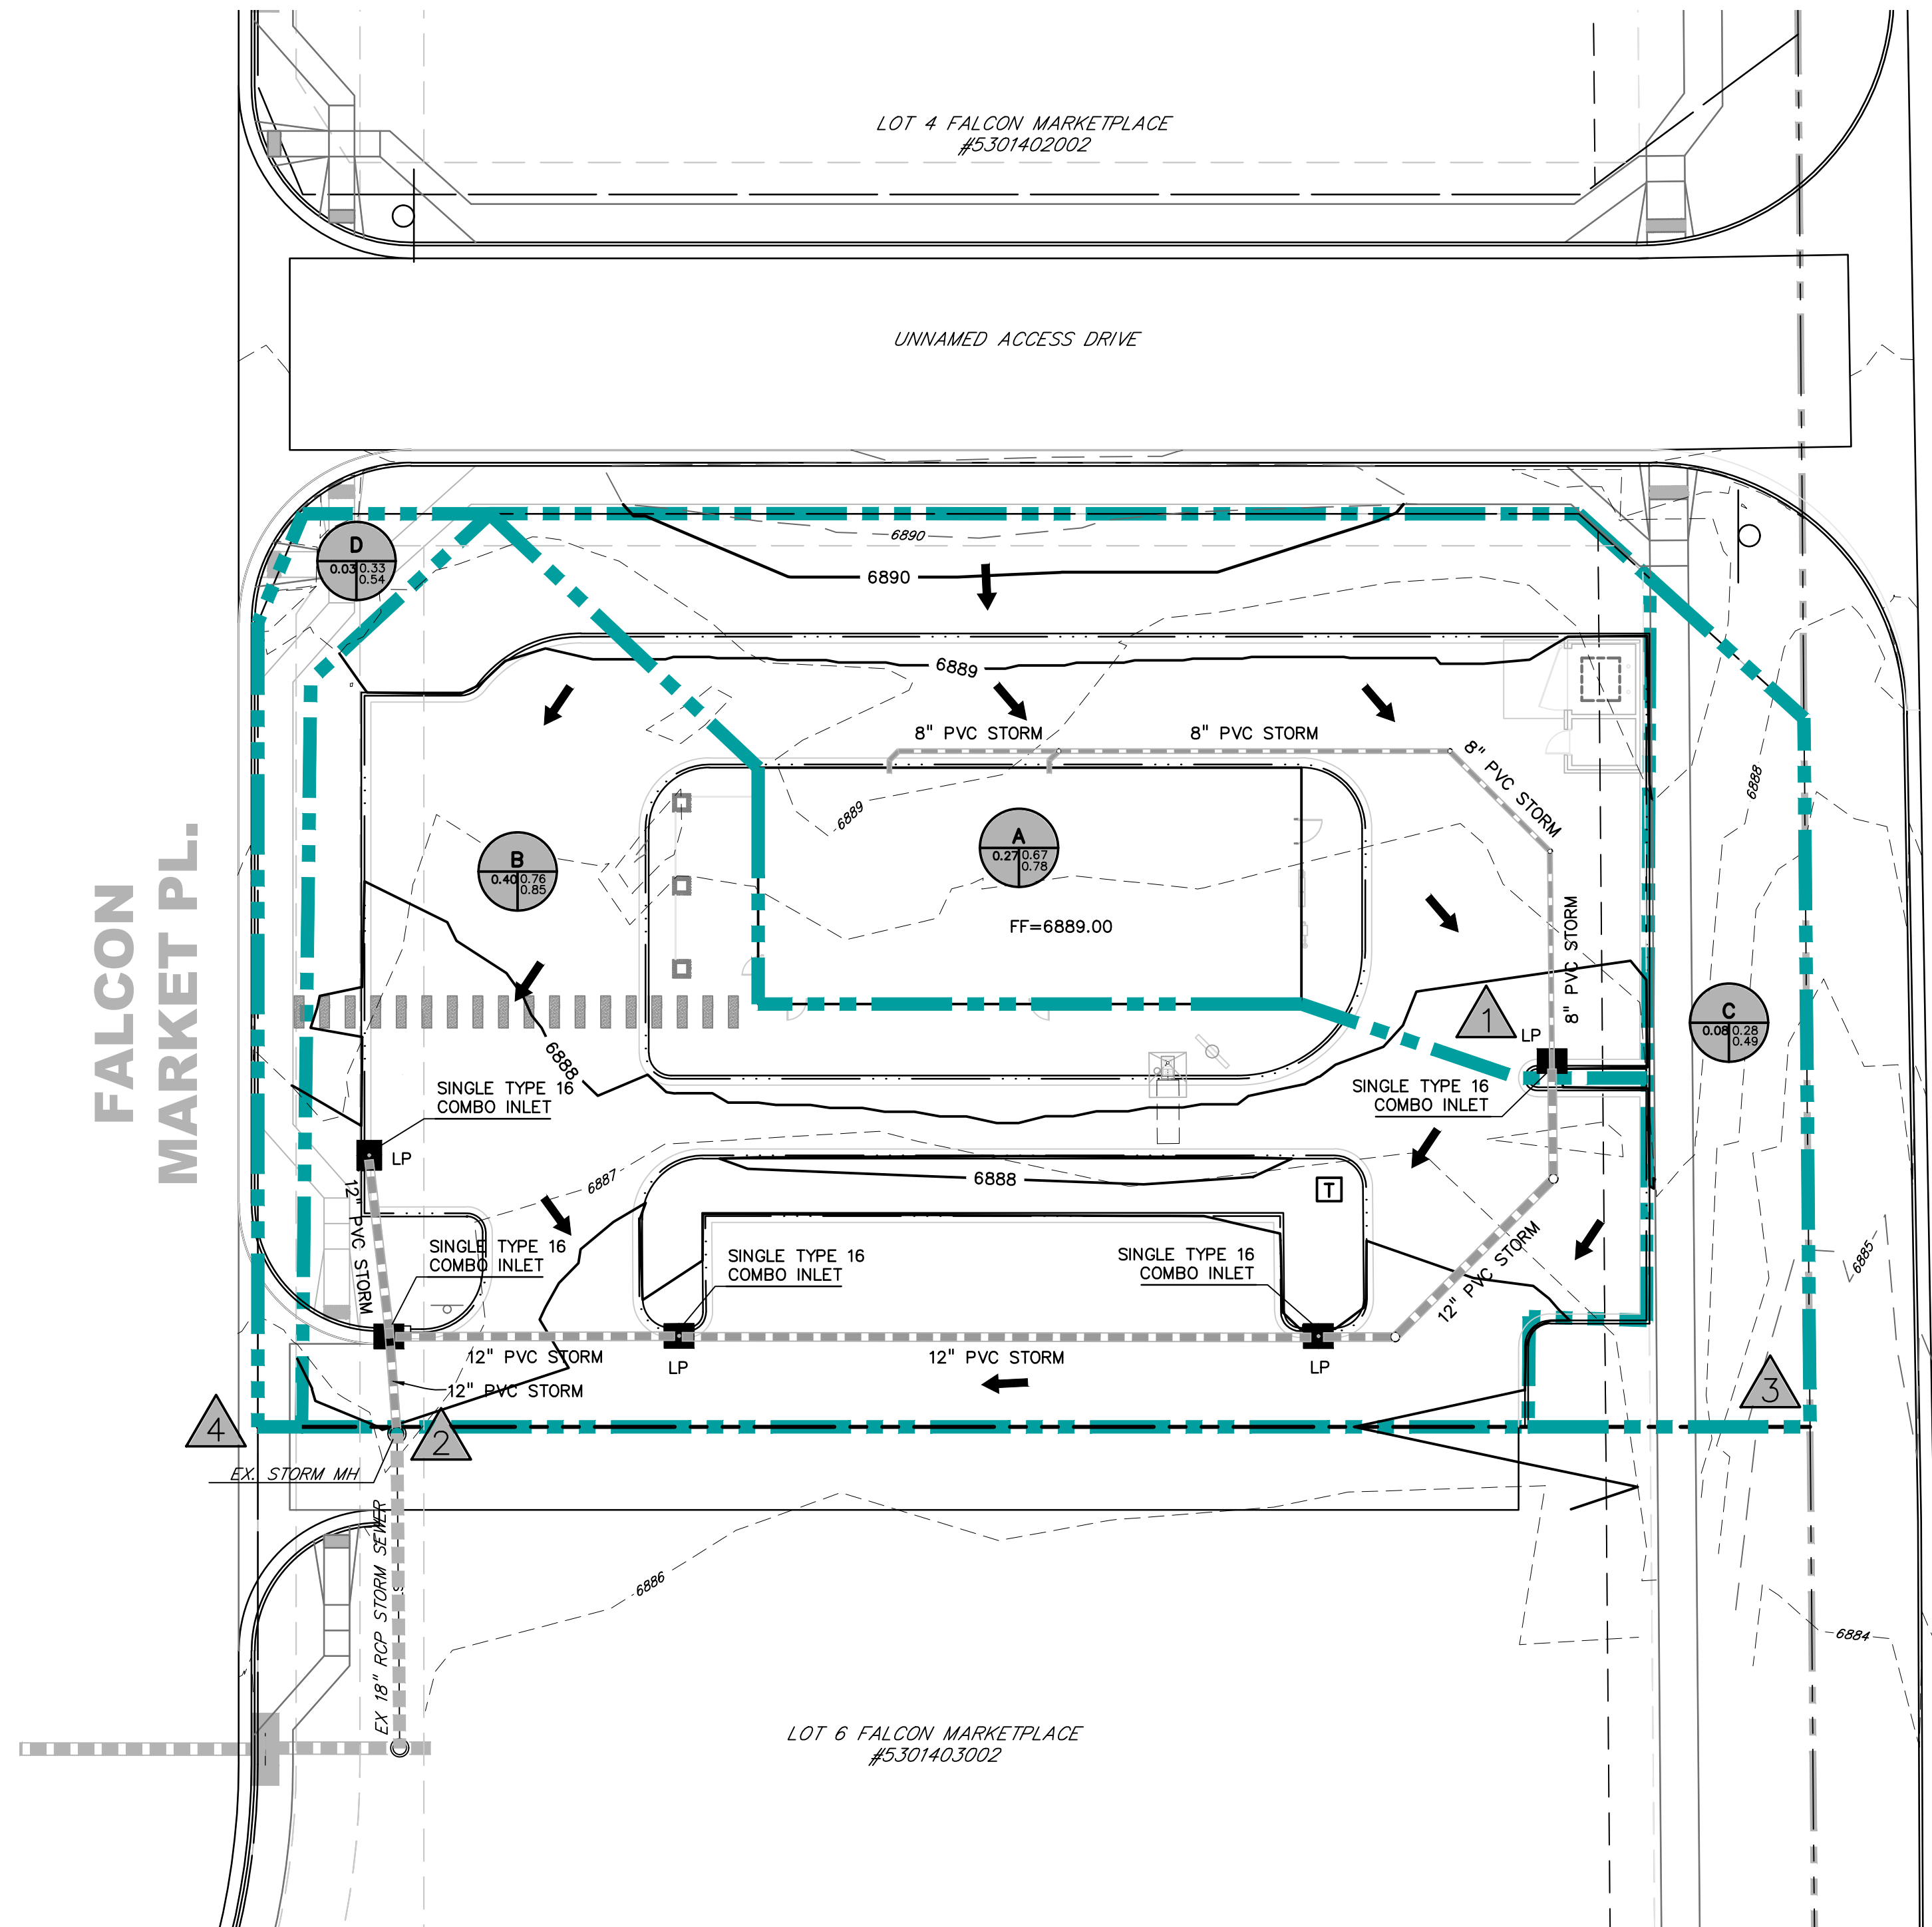 LOT 4 FALCON MARKETPLACE
#5301402002
UNNAMED ACCESS DRIVE
6890
D
0.03 0.33
0.54
6890
6889
8" PVC STORM
8" PVC STORM
8" PVC STORM
6888
6889
A
0.27 0.67
0.78
B
0.40 0.76
0.85
FF=6889.00
8" PVC STORM
FALCON
MARKET PL.
C
0.08 0.28
0.49
1
LP
6888
SINGLE TYPE 16
COMBO INLET
SINGLE TYPE 16
COMBO INLET
LP
6887
6888
T
12" PVC STORM
SINGLE TYPE 16
COMBO INLET
SINGLE TYPE 16
COMBO INLET
SINGLE TYPE 16
COMBO INLET
12" PVC STORM
6885
12" PVC STORM
LP
12" PVC STORM
LP
12" PVC STORM
3
4
2
EX. STORM MH
EX 18" RCP STORM SEWER
6886
6884
LOT 6 FALCON MARKETPLACE
#5301403002